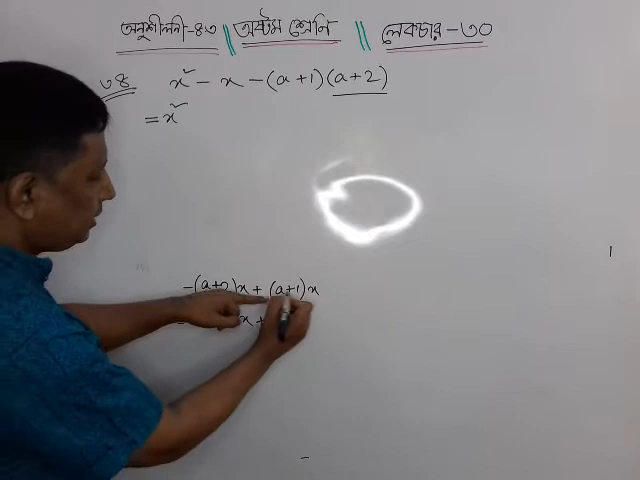 অনুশীলনী-৪৩ || অষ্টম শ্রেণি || লেকচার-৩০
৩৪ x² - x - (a+1)(a+2)
= x²
-(a+2)x + (a+1)x
x +